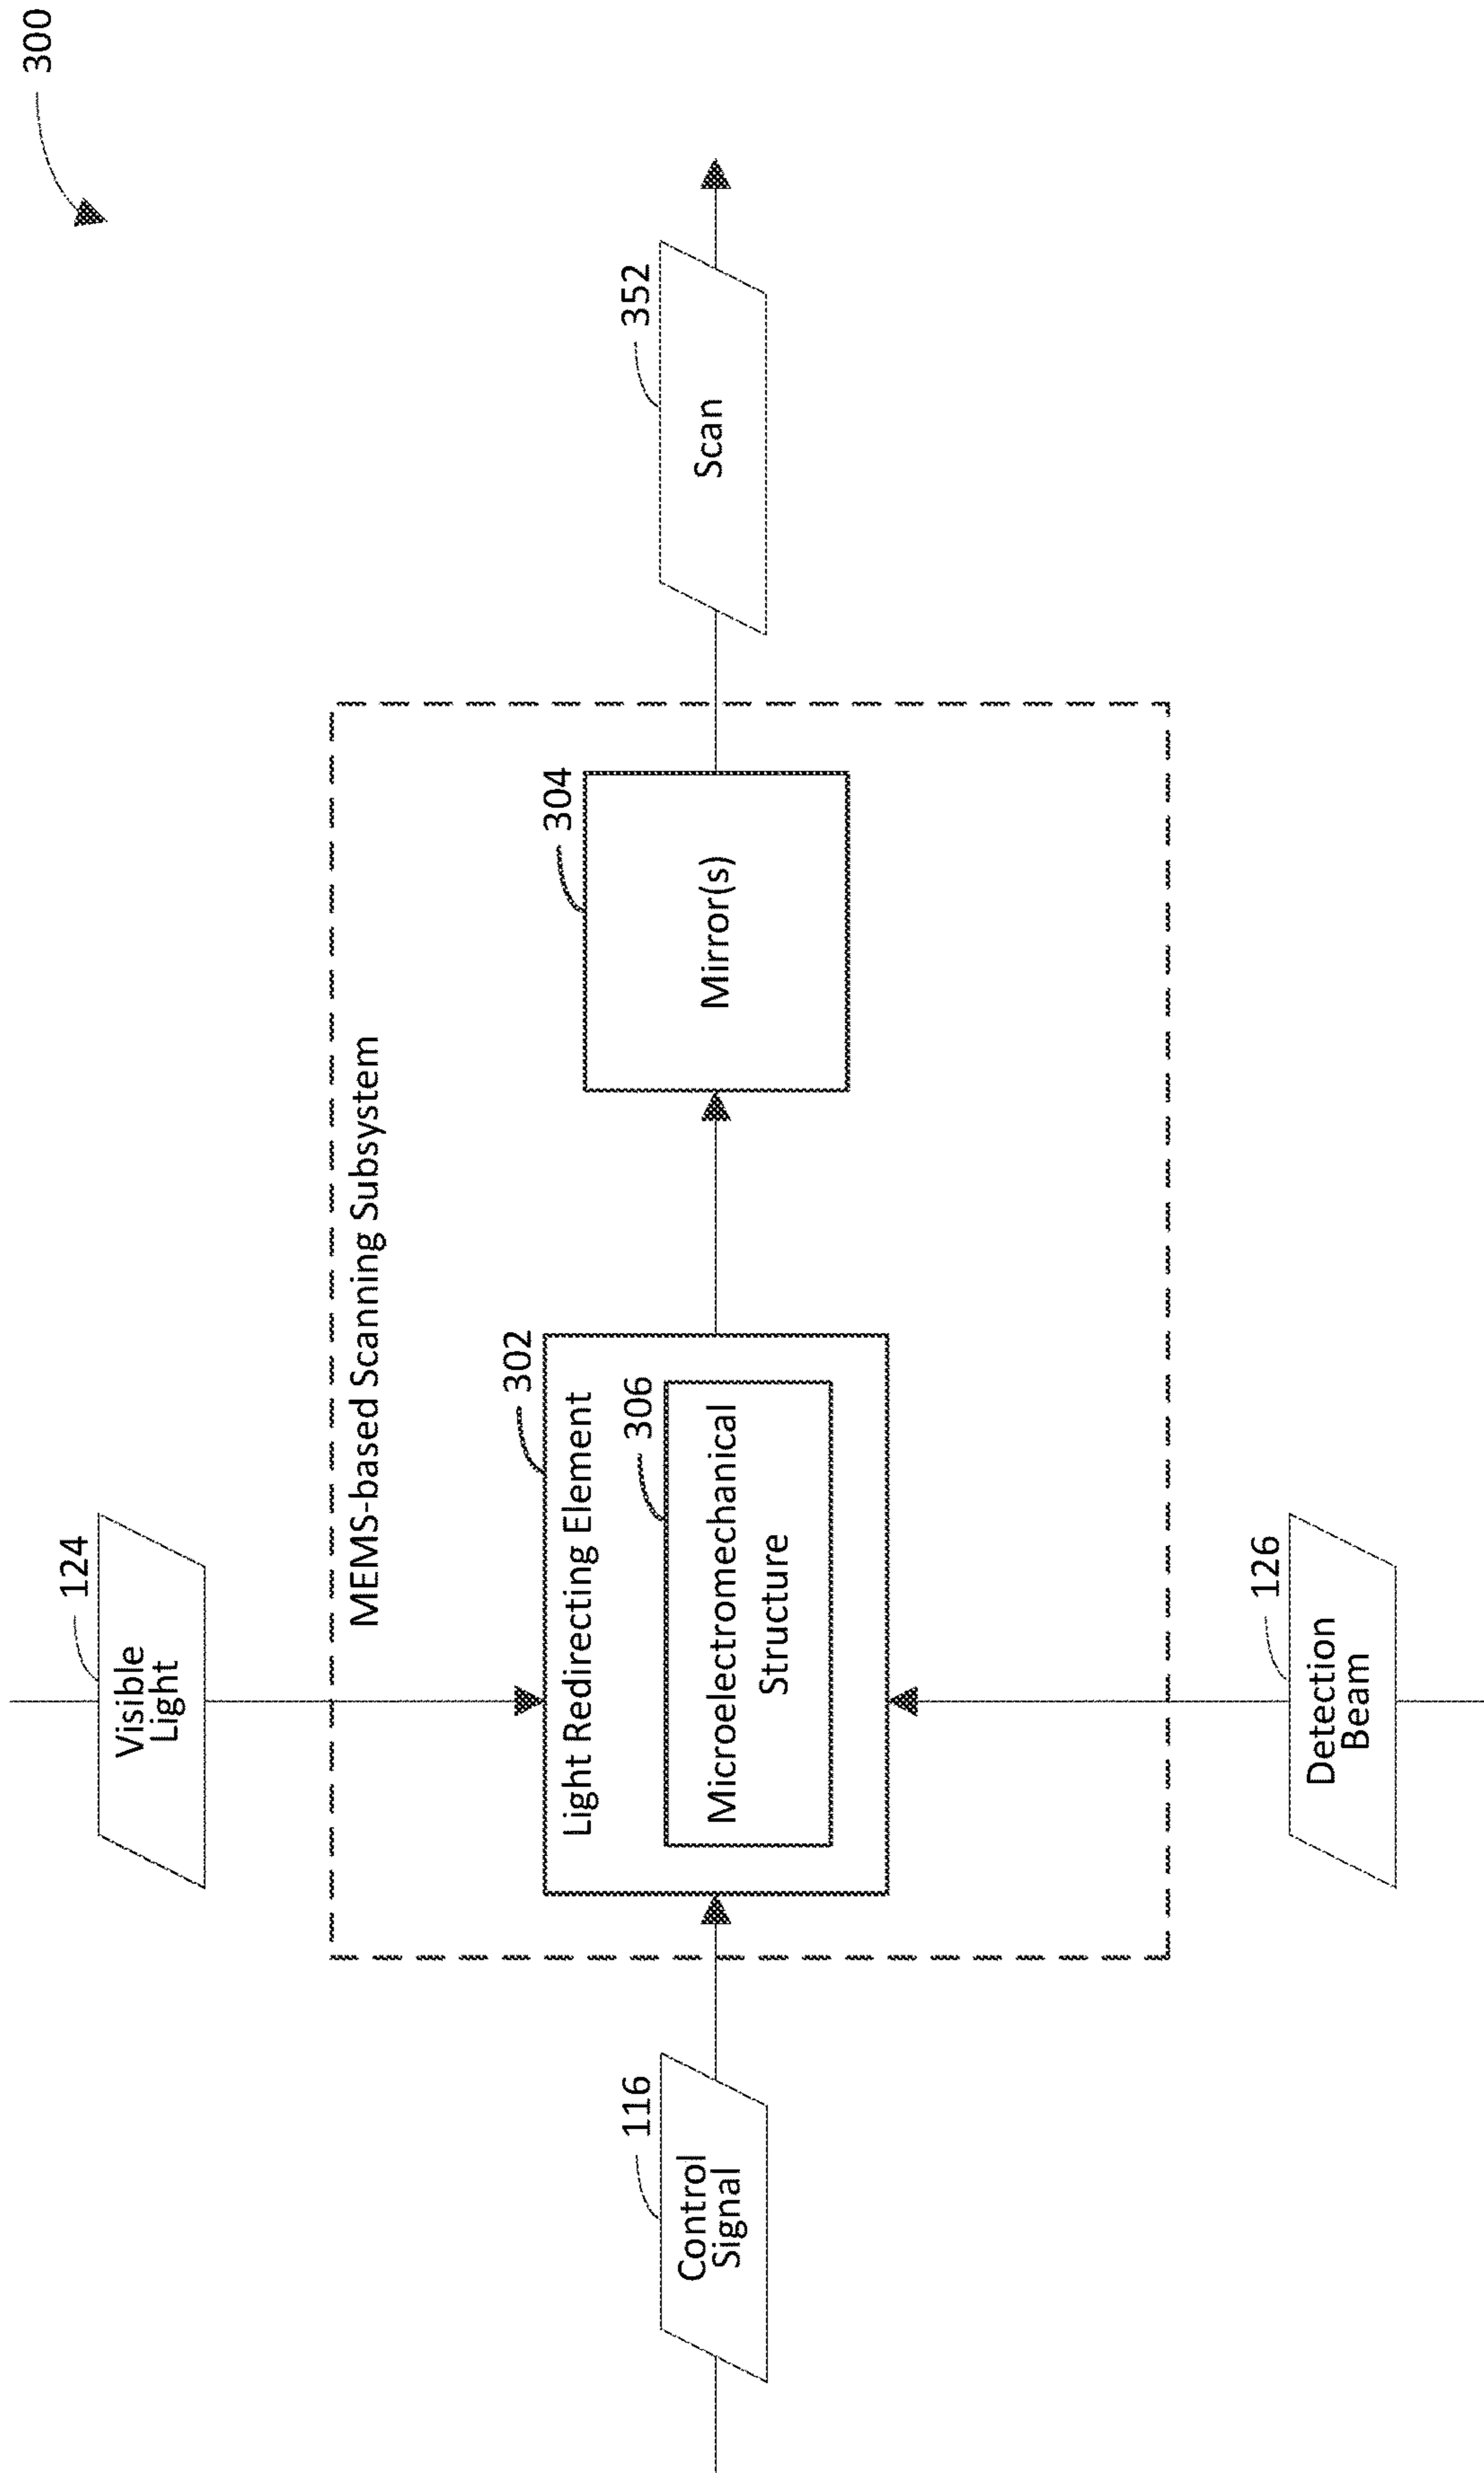 300
124
Visible
Light
MEMS-based Scanning Subsystem
302
Light Redirecting Element
306
Microelectromechanical
Structure
304
Mirror(s)
352
Scan
116
Control
Signal
126
Detection
Beam